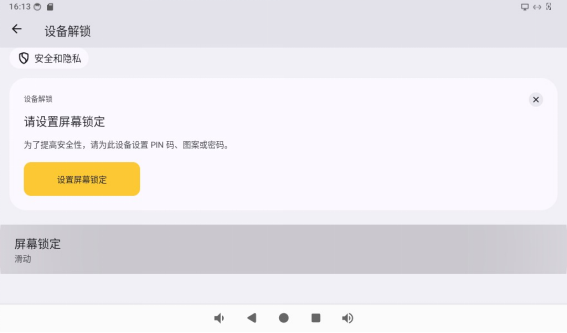 16:13
设备解锁
安全和隐私
设备解锁
请设置屏幕锁定
为了提高安全性，请为此设备设置 PIN 码、图案或密码。
设置屏幕锁定
屏幕锁定
滑动